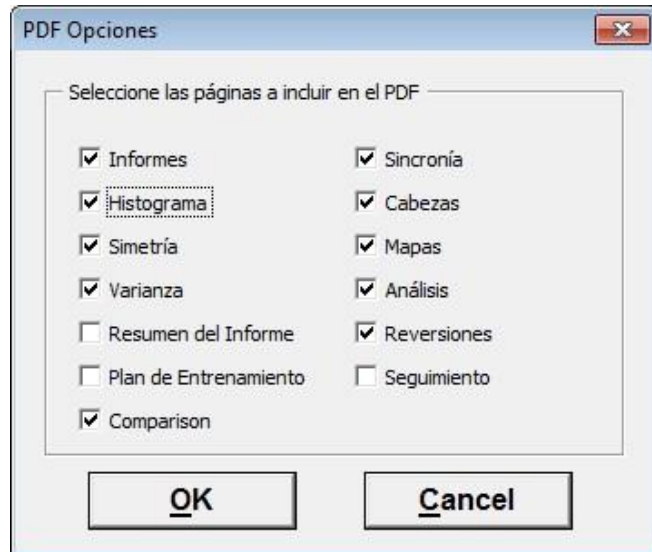 PDF Opciones
Seleccione las páginas a incluir en el PDF
Informes
Histograma
Simetría
Varianza
Resumen del Informe
Plan de Entrenamiento
Comparison
Sincronía
Cabezas
Mapas
Análisis
Reversiones
Seguimiento
OK
Cancel